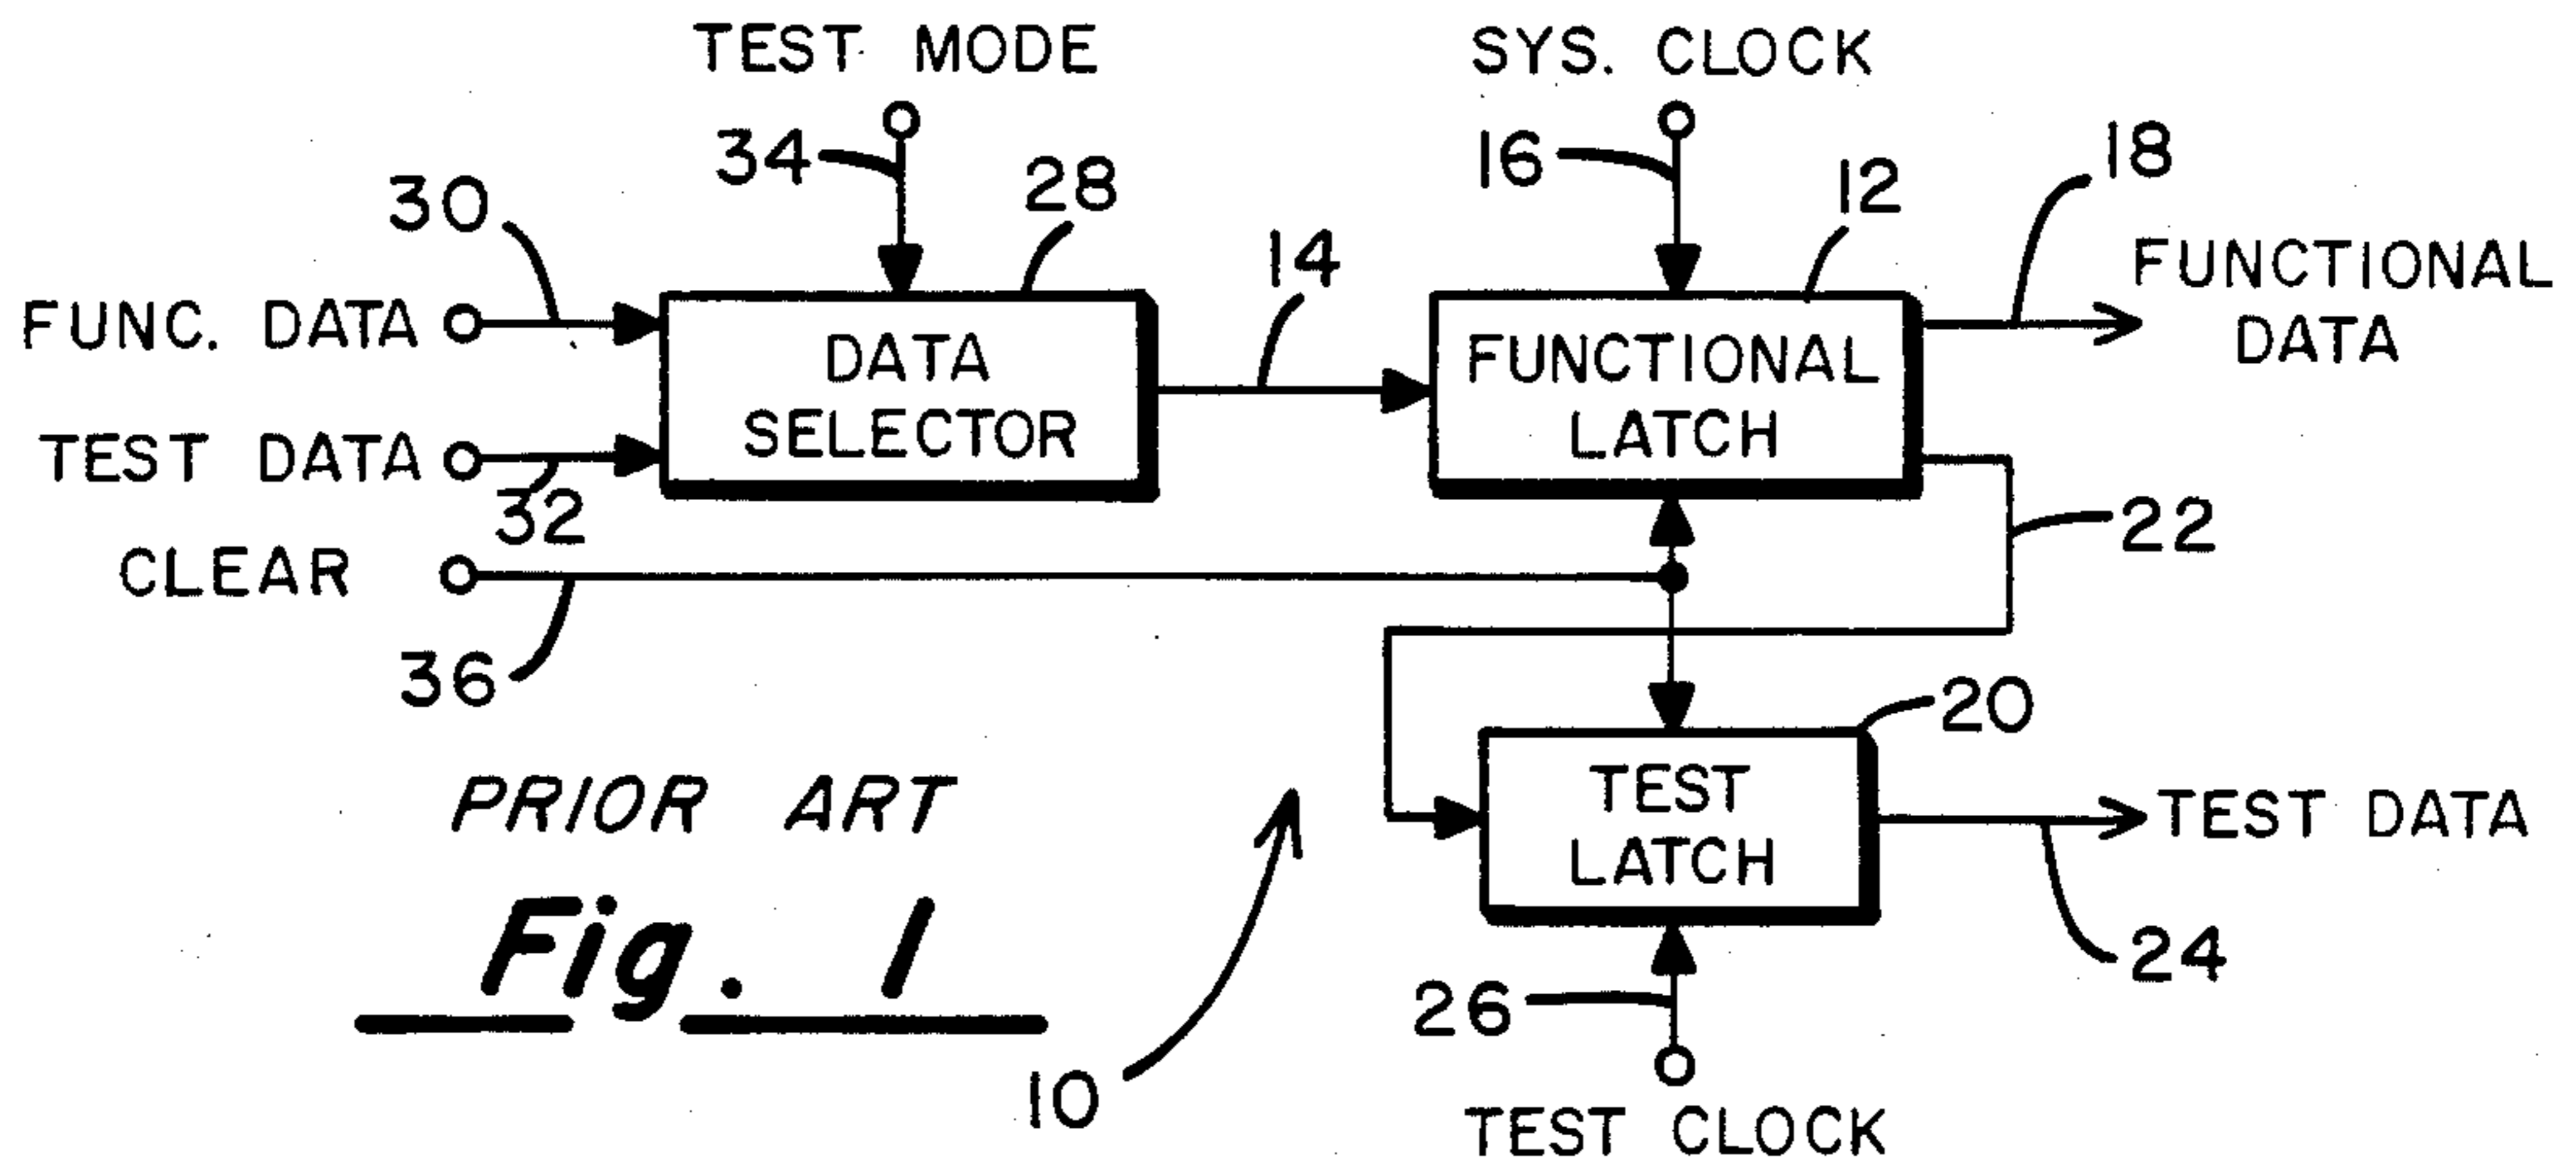 TEST MODE
SYS. CLOCK
34
28
16
12
18
30
14
FUNC. DATA
DATA
SELECTOR
FUNCTIONAL
LATCH
FUNCTIONAL
DATA
TEST DATA
32
22
CLEAR
36
20
TEST
LATCH
TEST DATA
PRIOR ART
Fig. 1
24
26
10
TEST CLOCK